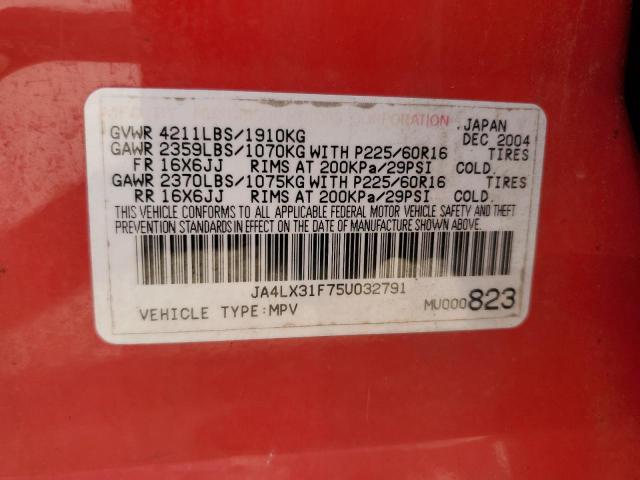 CORPORATION JAPAN
DEC 2004
GVWR 4211LBS/1910KG
GAWR 2359LBS/1070KG WITH P225/60R16 TIRES
FR 16X6JJ RIMS AT 200KPa/29PSI COLD.
GAWR 2370LBS/1075KG WITH P225/60R16 TIRES
RR 16X6JJ RIMS AT 200KPa/29PSI COLD.
THIS VEHICLE CONFORMS TO ALL APPLICABLE FEDERAL MOTOR VEHICLE SAFETY AND THEFT
PREVENTION STANDARDS IN EFFECT ON THE DATE OF MANUFACTURE SHOWN ABOVE.
JA4LX31F75U032791
VEHICLE TYPE:MPV MU000823